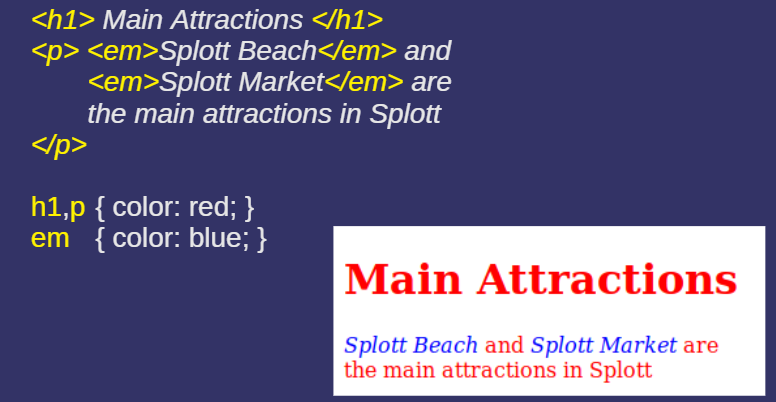 <h1> Main Attractions </h1>
<p> <em>Splott Beach</em> and
<em>Splott Market</em> are
the main attractions in Splott
</p>
h1,p { color: red; }
em { color: blue; }
Main Attractions
Splott Beach and Splott Market are
the main attractions in Splott